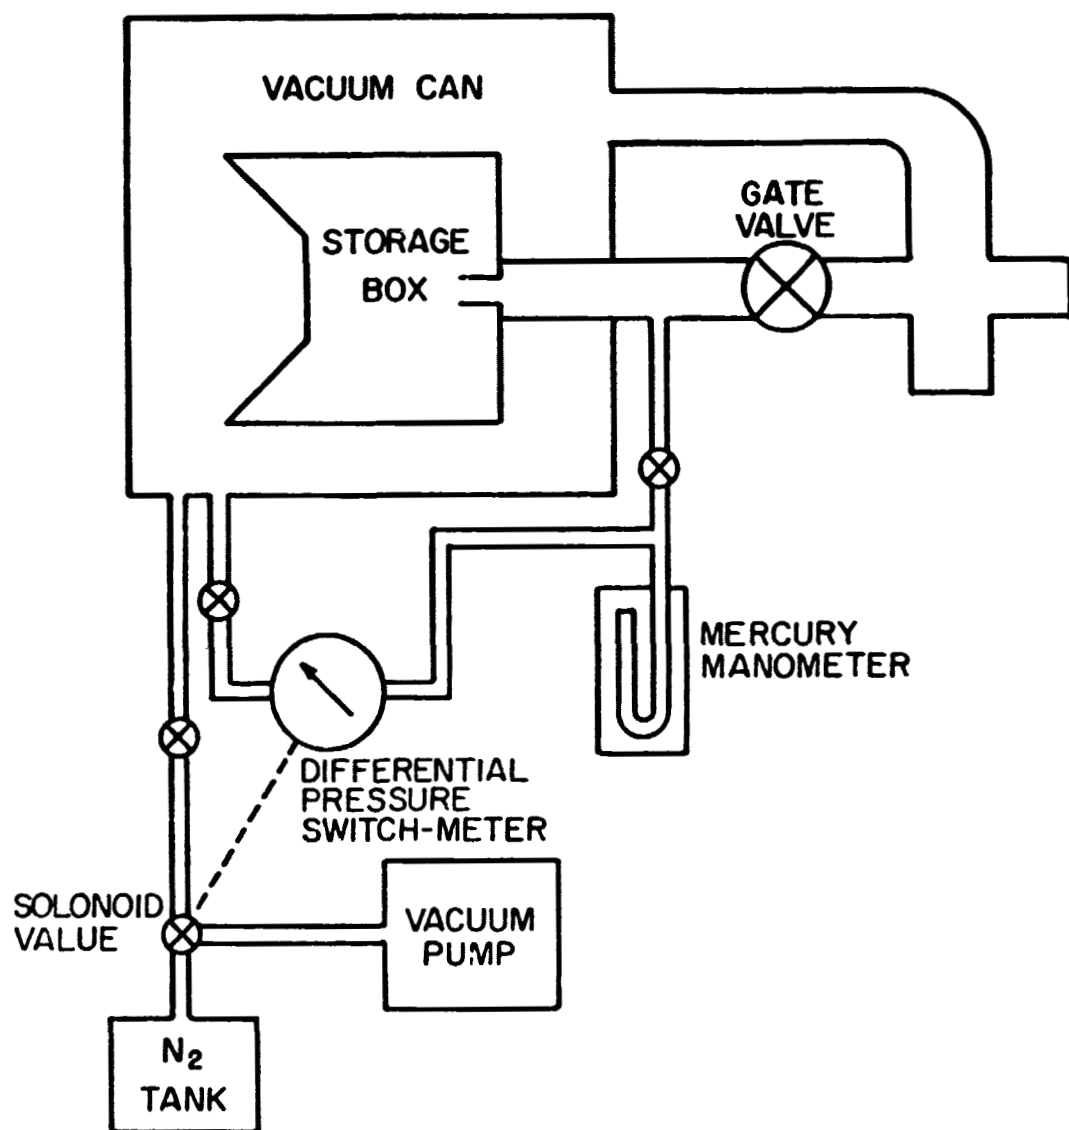 VACUUM CAN
GATE
VALVE
STORAGE
BOX
MERCURY
MANOMETER
DIFFERENTIAL
PRESSURE
SWITCH-METER
SOLONOID
VALUE
VACUUM
PUMP
N₂
TANK